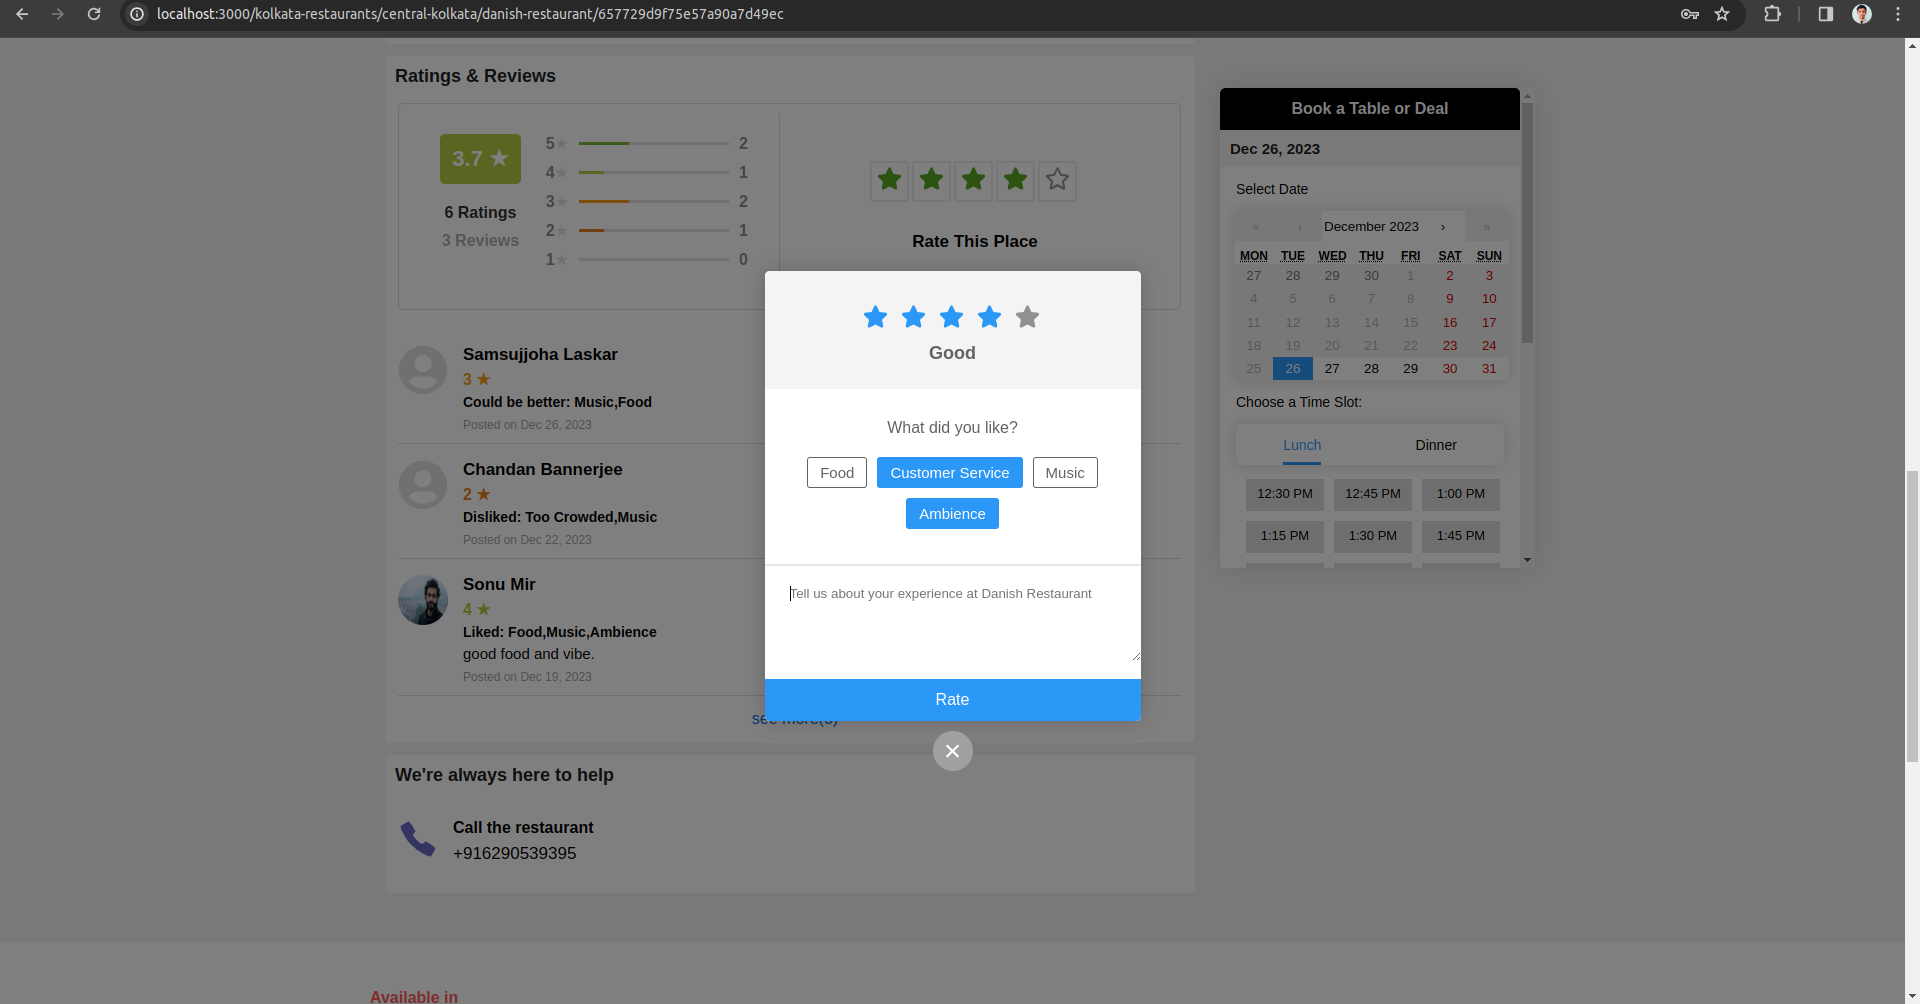 localhost:3000/kolkata-restaurants/central-kolkata/danish-restaurant/657729d9f75e57a90a7d49ec
Ratings & Reviews
3.7 ★
6 Ratings
3 Reviews
5★ 2
4★ 1
3★ 2
2★ 1
1★ 0
Rate This Place
Samsujjoha Laskar
3 ★
Could be better: Music,Food
Posted on Dec 26, 2023
Chandan Bannerjee
2 ★
Disliked: Too Crowded,Music
Posted on Dec 22, 2023
Sonu Mir
4 ★
Liked: Food,Music,Ambience
good food and vibe.
Posted on Dec 19, 2023
Good
What did you like?
Food Customer Service Music
Ambience
Tell us about your experience at Danish Restaurant
Rate
We're always here to help
Call the restaurant
+916290539395
Available in
Book a Table or Deal
Dec 26, 2023
Select Date
« ‹ December 2023 › »
MON TUE WED THU FRI SAT SUN
27 28 29 30 1 2 3
4 5 6 7 8 9 10
11 12 13 14 15 16 17
18 19 20 21 22 23 24
25 26 27 28 29 30 31
Choose a Time Slot:
Lunch Dinner
12:30 PM 12:45 PM 1:00 PM
1:15 PM 1:30 PM 1:45 PM